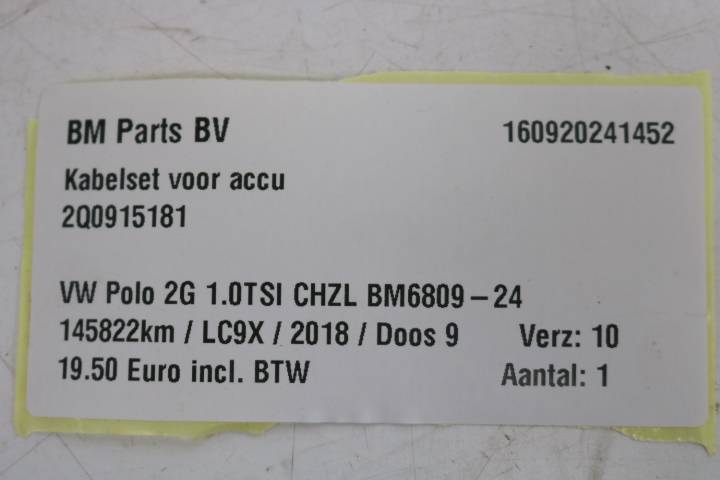 BM Parts BV 160920241452
Kabelset voor accu
2Q0915181
VW Polo 2G 1.0TSI CHZL BM6809-24
145822km / LC9X / 2018 / Doos 9 Verz: 10
19.50 Euro incl. BTW Aantal: 1